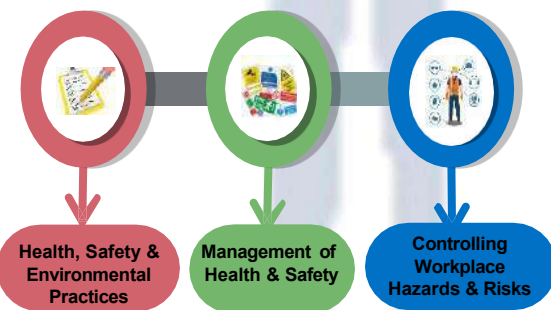 Health, Safety &
Environmental
Practices
Management of
Health & Safety
Controlling
Workplace
Hazards & Risks